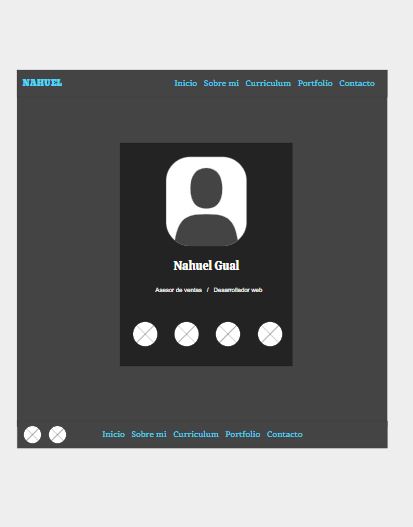 NAHUEL Inicio Sobre mi Curriculum Portfolio Contacto
Nahuel Gual
Asesor de ventas / Desarrollador web
Inicio Sobre mi Curriculum Portfolio Contacto